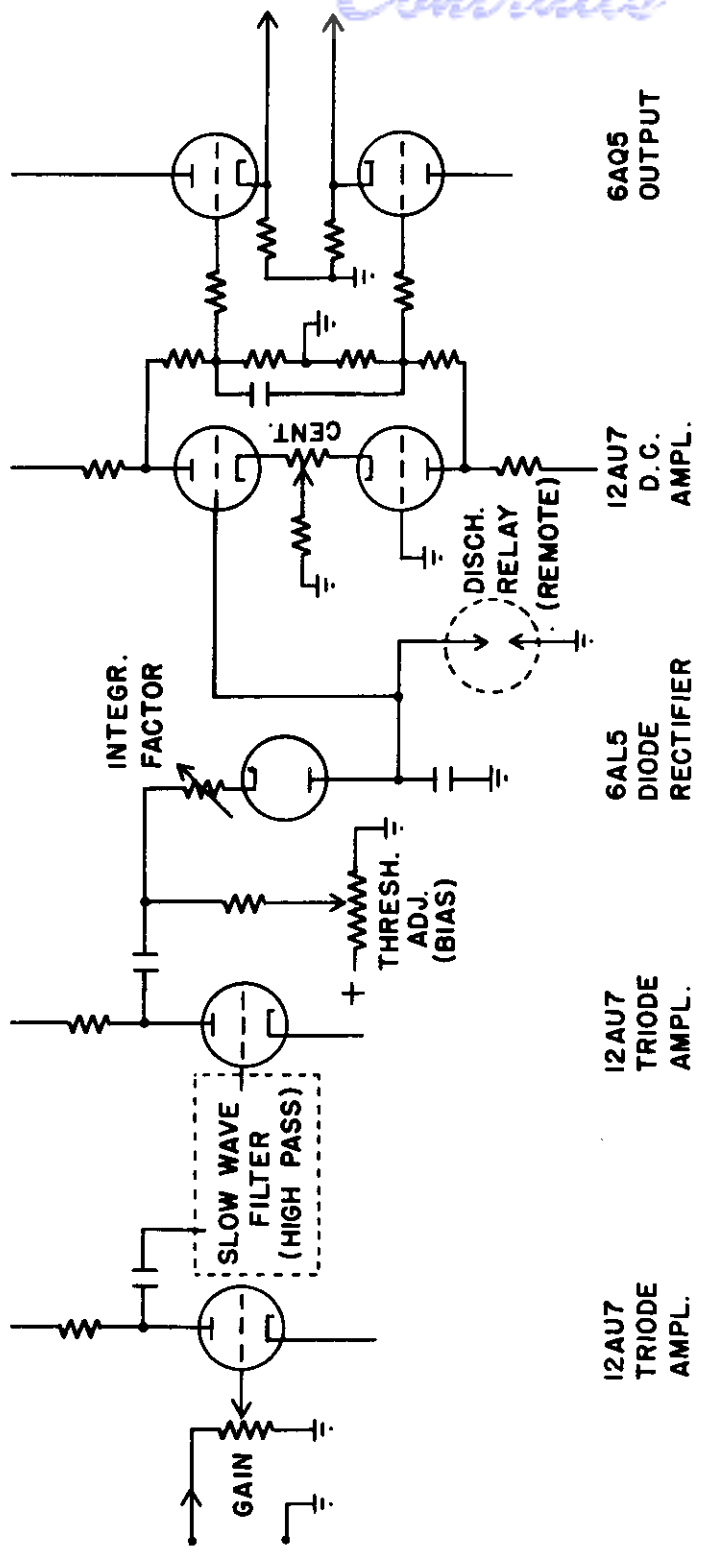 GAIN
SLOW WAVE
FILTER
(HIGH PASS)
+
THRESH.
ADJ.
(BIAS)
INTEGR.
FACTOR
CENT.
DISCH.
RELAY
(REMOTE)
12AU7
TRIODE
AMPL.
12AU7
TRIODE
AMPL.
6AL5
DIODE
RECTIFIER
12AU7
D.C.
AMPL.
6AQ5
OUTPUT